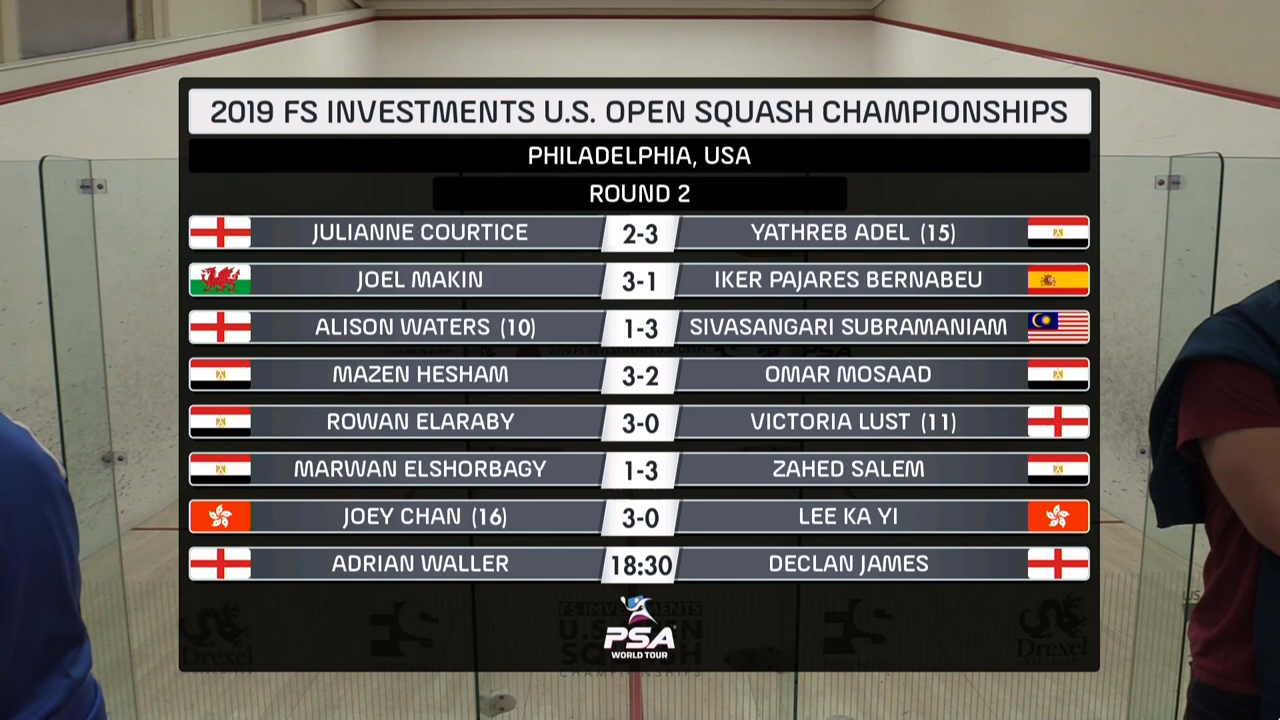 2019 FS INVESTMENTS U.S. OPEN SQUASH CHAMPIONSHIPS
PHILADELPHIA, USA
ROUND 2
JULIANNE COURTICE 2-3 YATHREB ADEL (15)
JOEL MAKIN 3-1 IKER PAJARES BERNABEU
ALISON WATERS (10) 1-3 SIVASANGARI SUBRAMANIAM
MAZEN HESHAM 3-2 OMAR MOSAAD
ROWAN ELARABY 3-0 VICTORIA LUST (11)
MARWAN ELSHORBAGY 1-3 ZAHED SALEM
JOEY CHAN (16) 3-0 LEE KA YI
ADRIAN WALLER 18:30 DECLAN JAMES
PSA
WORLD TOUR
Drexel
Drexel